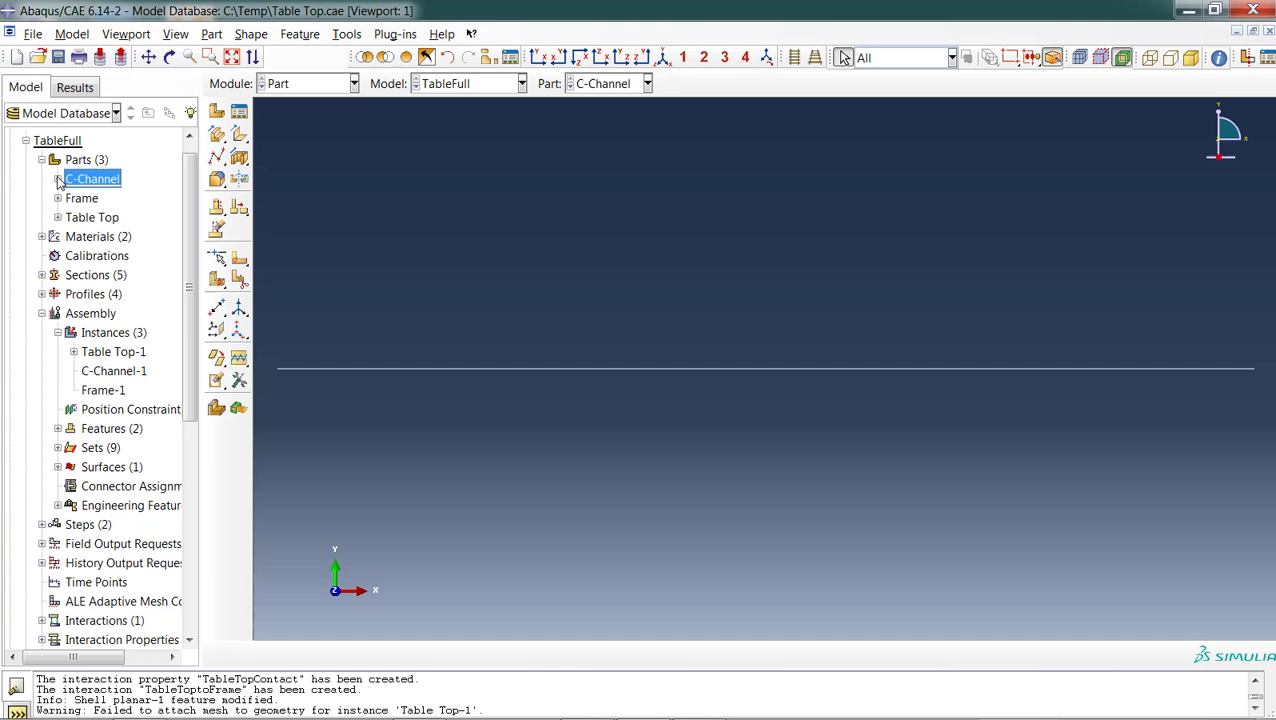 Abaqus/CAE 6.14-2 - Model Database: C:\Temp\Table Top.cae [Viewport: 1]
File Model Viewport View Part Shape Feature Tools Plug-ins Help
1 2 3 4 All
Model Results Module: Part Model: TableFull Part: C-Channel
Model Database
TableFull
Parts (3)
C-Channel
Frame
Table Top
Materials (2)
Calibrations
Sections (5)
Profiles (4)
Assembly
Instances (3)
Table Top-1
C-Channel-1
Frame-1
Position Constraint
Features (2)
Sets (9)
Surfaces (1)
Connector Assignm
Engineering Featur
Steps (2)
Field Output Requests
History Output Reques
Time Points
ALE Adaptive Mesh Co
Interactions (1)
Interaction Properties
Y
X
Y
X
Z
SIMULIA
The interaction property "TableTopContact" has been created.
The interaction "TableToptoFrame" has been created.
Info: Shell planar-1 feature modified.
Warning: Failed to attach mesh to geometry for instance 'Table Top-1'.